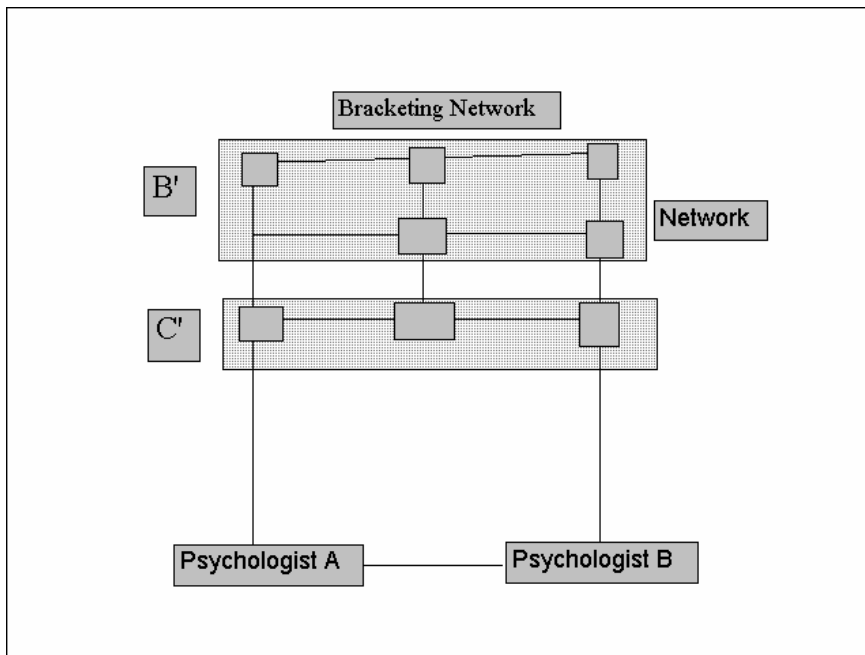 Bracketing Network
B'
Network
C'
Psychologist A
Psychologist B